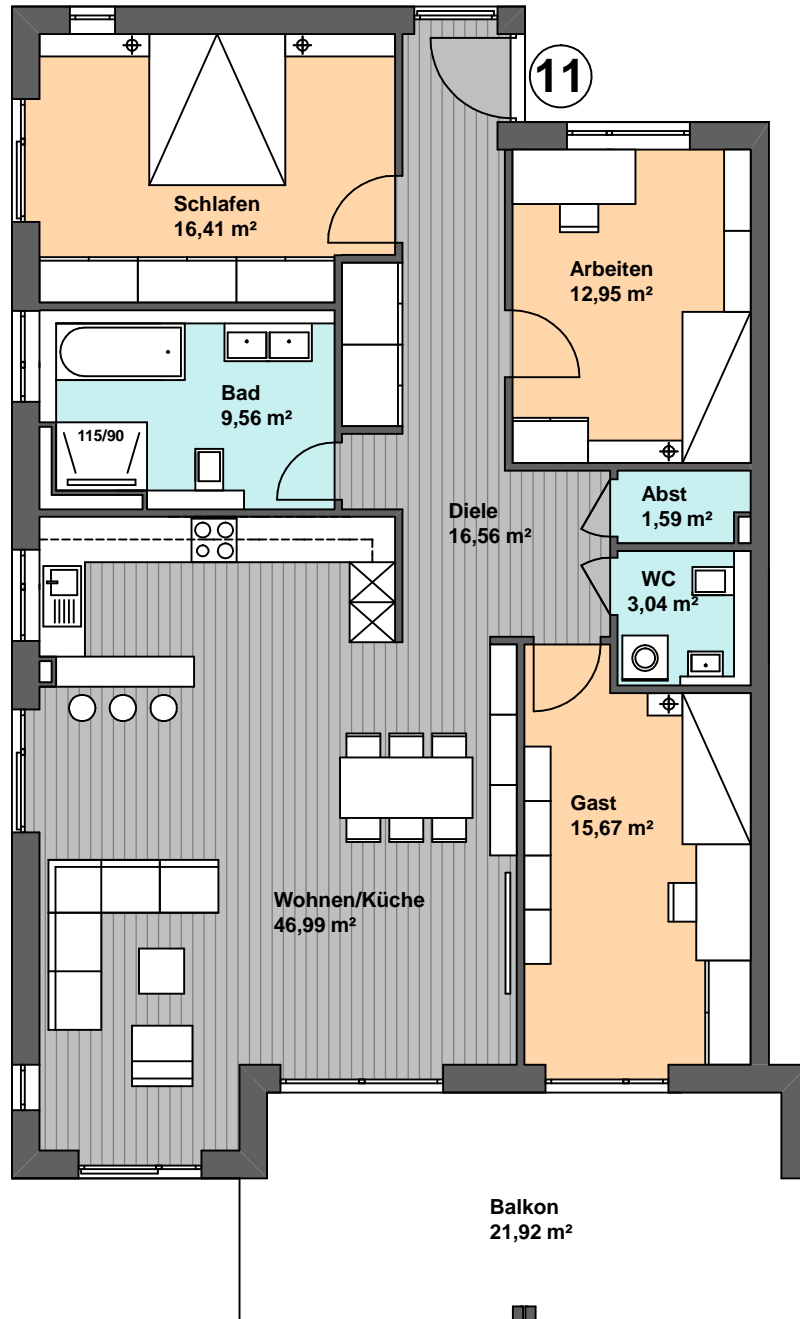 11
Schlafen
16,41 m²
Arbeiten
12,95 m²
Bad
9,56 m²
115/90
Diele
16,56 m²
Abst
1,59 m²
WC
3,04 m²
Gast
15,67 m²
Wohnen/Küche
46,99 m²
Balkon
21,92 m²